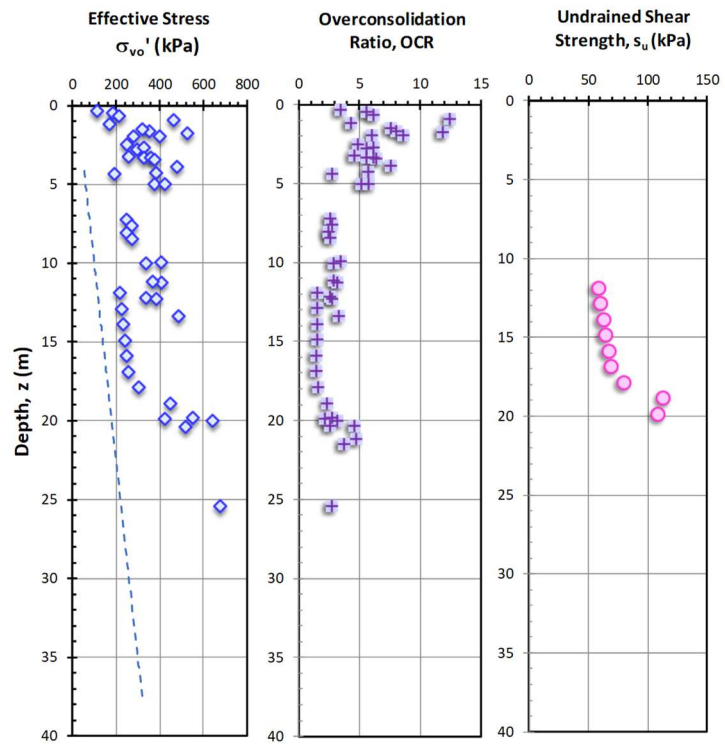 Effective Stress
σvo' (kPa)
Overconsolidation
Ratio, OCR
Undrained Shear
Strength, su (kPa)
0 200 400 600 800
0 5 10 15
0 50 100 150
Depth, z (m)
0
5
10
15
20
25
30
35
40
0
5
10
15
20
25
30
35
40
0
5
10
15
20
25
30
35
40